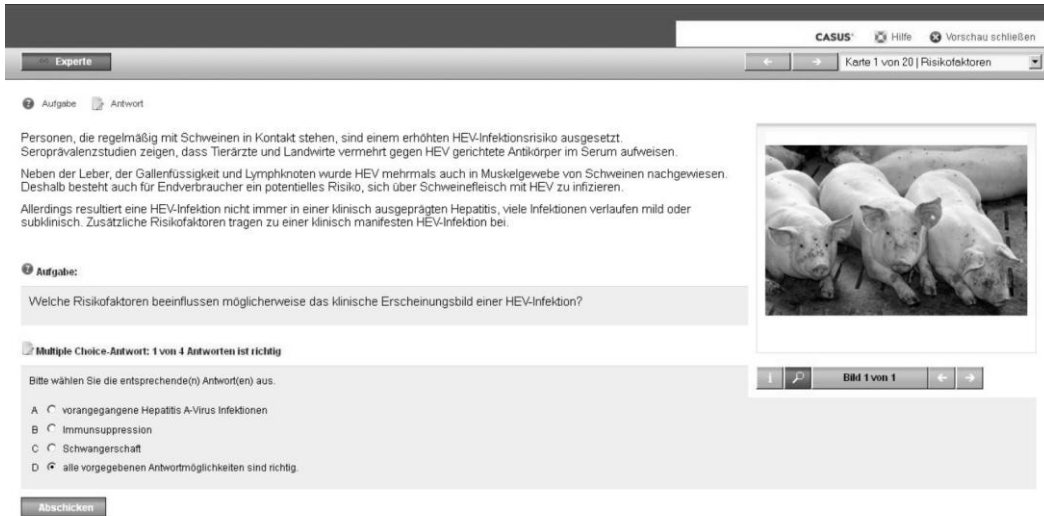 CASUS® Hilfe Vorschau schließen
Experte
Karte 1 von 20 | Risikofaktoren
Aufgabe Antwort
Personen, die regelmäßig mit Schweinen in Kontakt stehen, sind einem erhöhten HEV-Infektionsrisiko ausgesetzt.
Seroprävalenzstudien zeigen, dass Tierärzte und Landwirte vermehrt gegen HEV gerichtete Antikörper im Serum aufweisen.
Neben der Leber, der Gallenfüssigkeit und Lymphknoten wurde HEV mehrmals auch in Muskelgewebe von Schweinen nachgewiesen.
Deshalb besteht auch für Endverbraucher ein potentielles Risiko, sich über Schweinefleisch mit HEV zu infizieren.
Allerdings resultiert eine HEV-Infektion nicht immer in einer klinisch ausgeprägten Hepatitis, viele Infektionen verlaufen mild oder
subklinisch. Zusätzliche Risikofaktoren tragen zu einer klinisch manifesten HEV-Infektion bei.
Aufgabe:
Welche Risikofaktoren beeinflussen möglicherweise das klinische Erscheinungsbild einer HEV-Infektion?
Multiple Choice-Antwort: 1 von 4 Antworten ist richtig
Bitte wählen Sie die entsprechende(n) Antwort(en) aus.
A vorangegangene Hepatitis A-Virus Infektionen
B Immunsuppression
C Schwangerschaft
D alle vorgegebenen Antwortmöglichkeiten sind richtig.
Abschicken
Bild 1 von 1